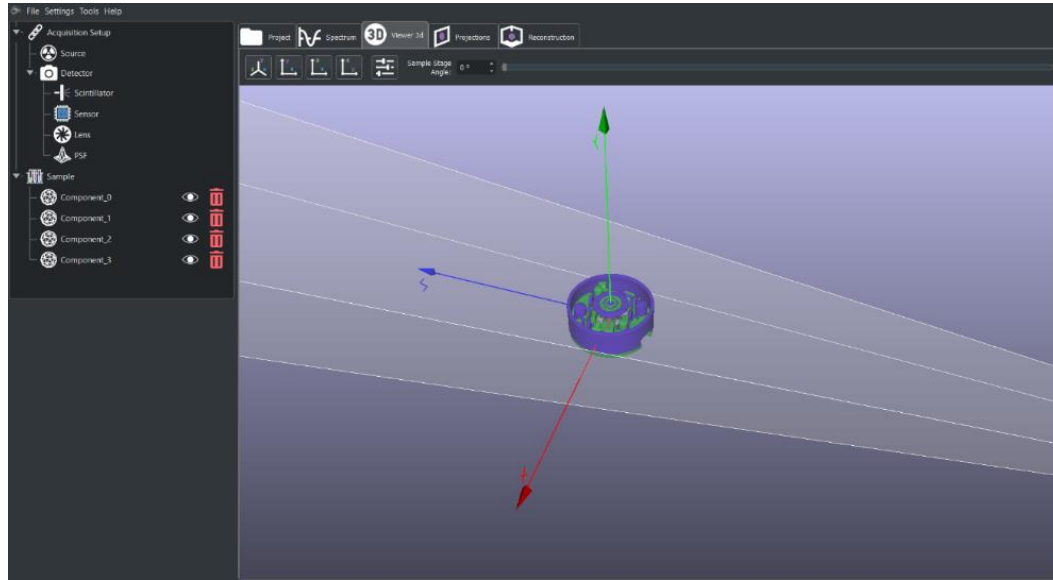 File Settings Tools Help
Acquisition Setup
Source
Detector
Scintillator
Sensor
Lens
PSF
Sample
Component_0
Component_1
Component_2
Component_3
Project Spectrum 3D Viewer 3d Projections Reconstruction
Sample Stage
Angle: 0 °